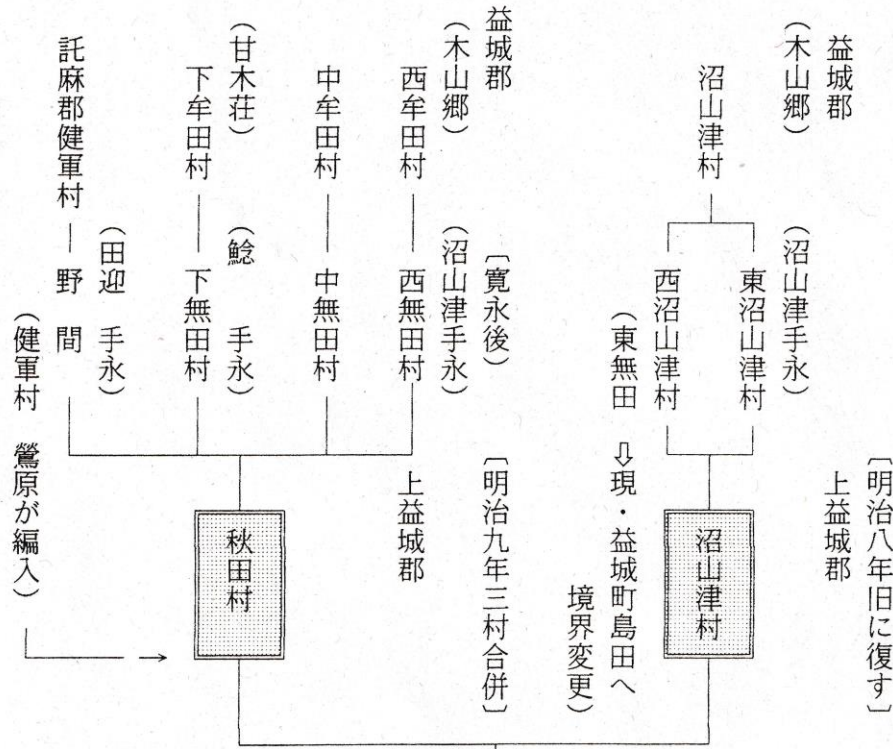 〔明治八年旧に復す〕
上益城郡
益城郡
(木山郷)
(沼山津手永)
沼山津村
東沼山津村
西沼山津村
沼山津村
(東無田 ⇩現・益城町島田へ
境界変更)
〔寛永後〕
〔明治九年三村合併〕
益城郡
上益城郡
(木山郷)
(沼山津手永)
西牟田村
西無田村
中牟田村
中無田村
(甘木荘)
(鯰 手永)
下牟田村
下無田村
秋田村
(田迎 手永)
託麻郡健軍村
野間
(健軍村 鶯原が編入)